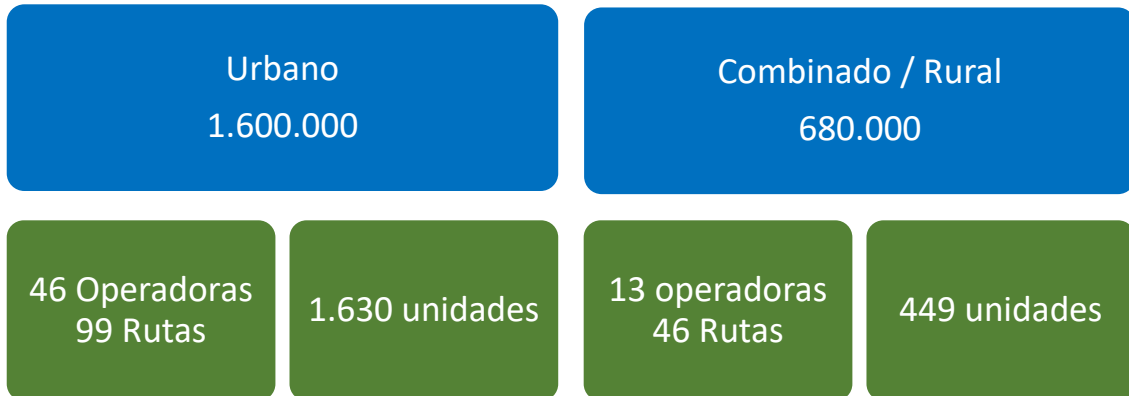 Urbano
1.600.000
Combinado / Rural
680.000
46 Operadoras
99 Rutas
1.630 unidades
13 operadoras
46 Rutas
449 unidades